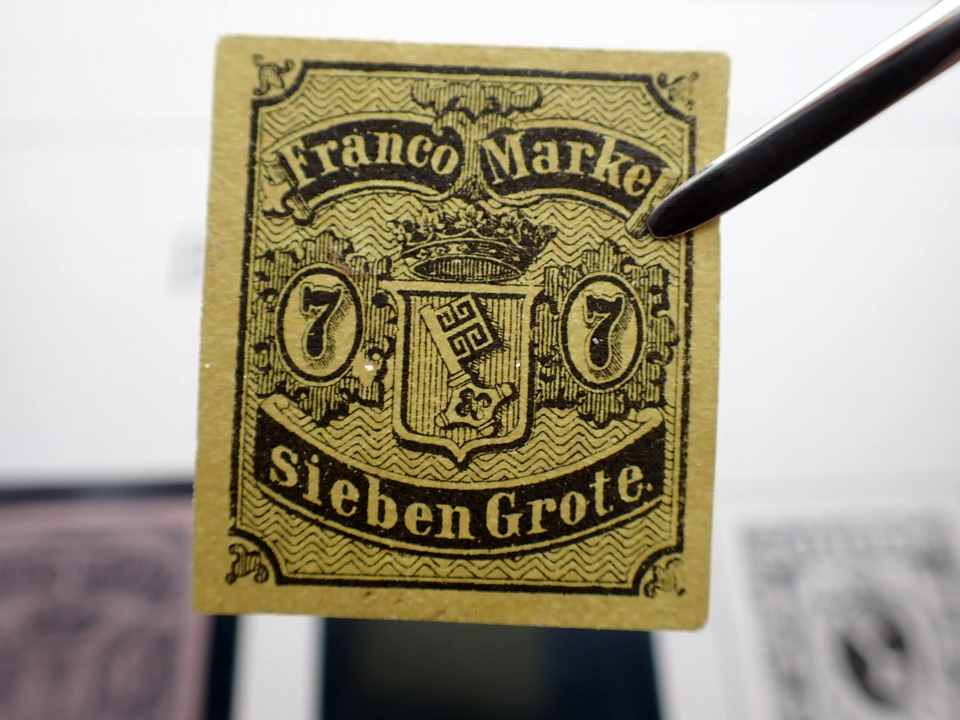 Franco Marke
7 7
Sieben Grote.